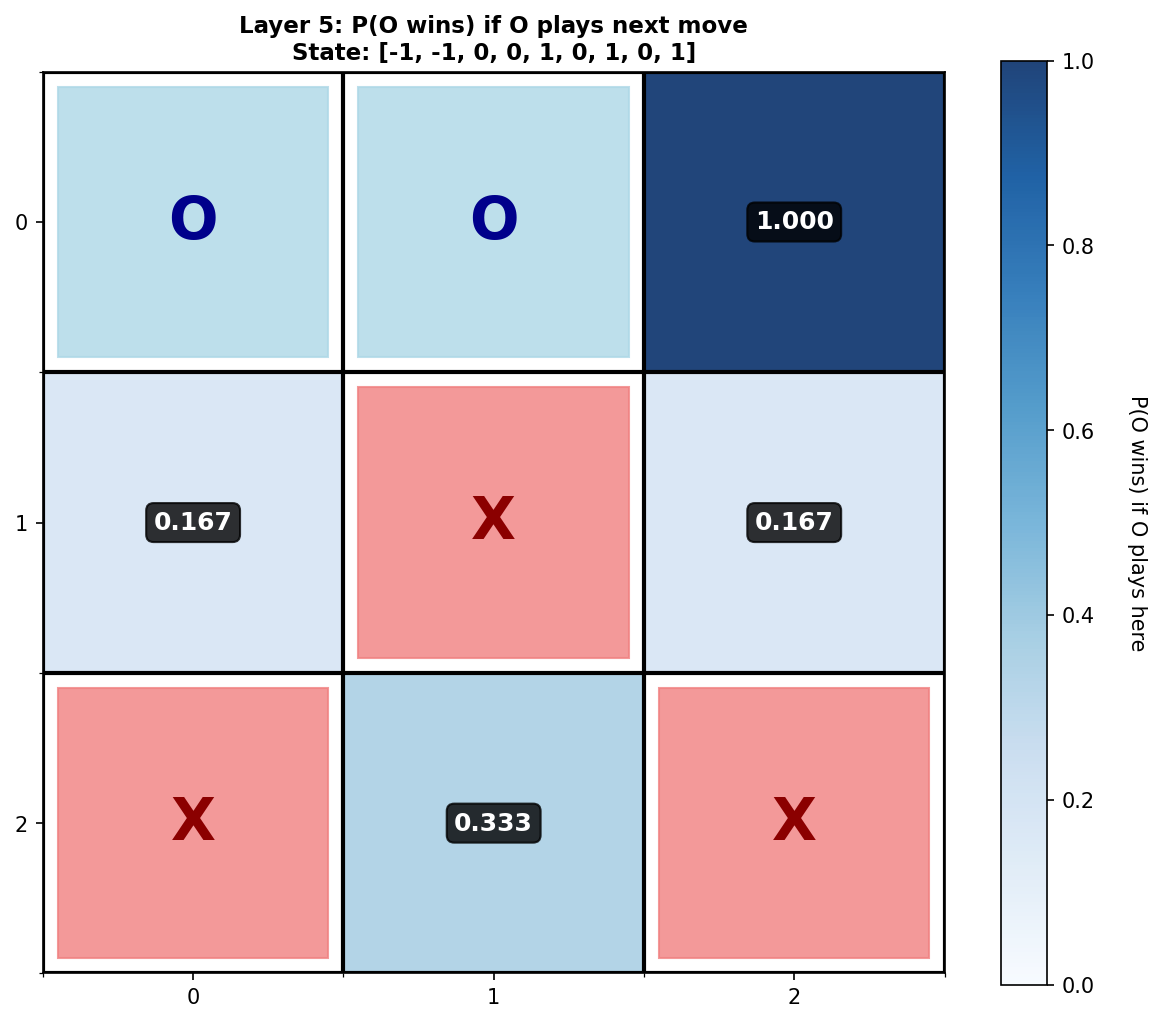 Layer 5: P(O wins) if O plays next move
State: [-1, -1, 0, 0, 1, 0, 1, 0, 1]
0
O
O
1.000
1
0.167
X
0.167
2
X
0.333
X
0
1
2
1.0
0.8
0.6
0.4
0.2
0.0
P(O wins) if O plays here